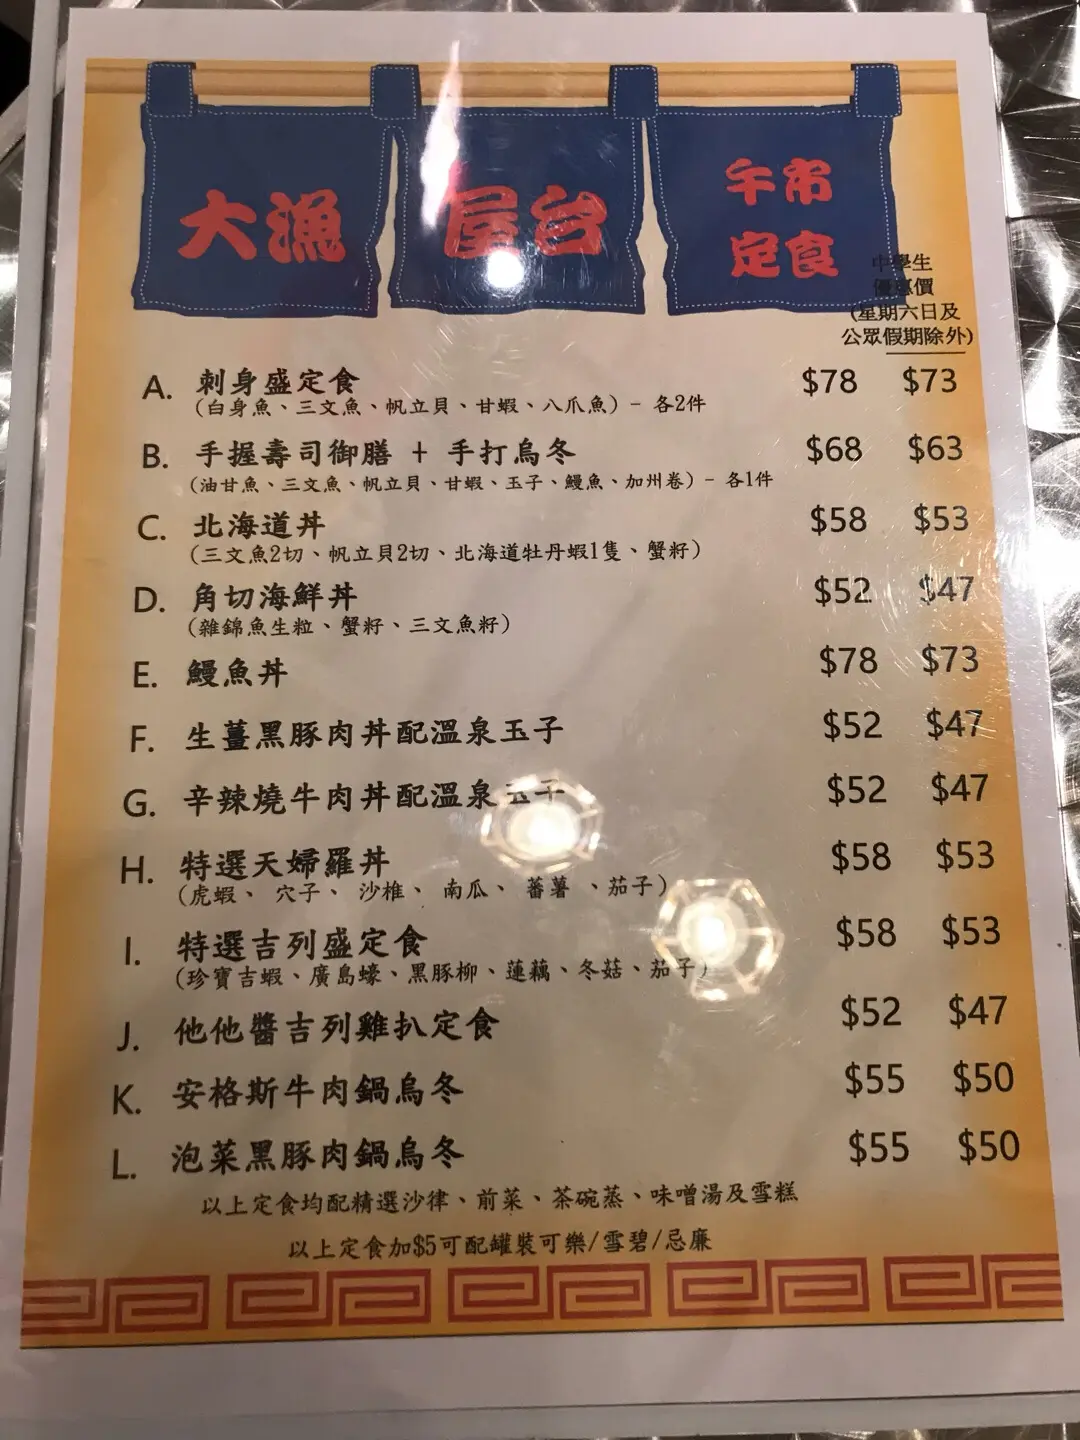 大漁 屋台 午市
定食
中學生
優惠價
(星期六日及
公眾假期除外)
A. 刺身盛定食 $78 $73
(白身魚、三文魚、帆立貝、甘蝦、八爪魚) - 各2件
B. 手握壽司御膳 + 手打烏冬 $68 $63
(油甘魚、三文魚、帆立貝、甘蝦、玉子、鰻魚、加州卷) - 各1件
C. 北海道丼 $58 $53
(三文魚2切、帆立貝2切、北海道牡丹蝦1隻、蟹籽)
D. 角切海鮮丼 $52 $47
(雜錦魚生粒、蟹籽、三文魚籽)
E. 鰻魚丼 $78 $73
F. 生薑黑豚肉丼配溫泉玉子 $52 $47
G. 辛辣燒牛肉丼配溫泉玉子 $52 $47
H. 特選天婦羅丼 $58 $53
(虎蝦、 穴子、 沙椎、 南瓜、 蕃薯 、茄子)
I. 特選吉列盛定食 $58 $53
(珍寶吉蝦、廣島蠔、黑豚柳、蓮藕、冬菇、茄子)
J. 他他醬吉列雞扒定食 $52 $47
K. 安格斯牛肉鍋烏冬 $55 $50
L. 泡菜黑豚肉鍋烏冬 $55 $50
以上定食均配精選沙律、前菜、茶碗蒸、味噌湯及雪糕
以上定食加$5可配罐裝可樂/雪碧/忌廉